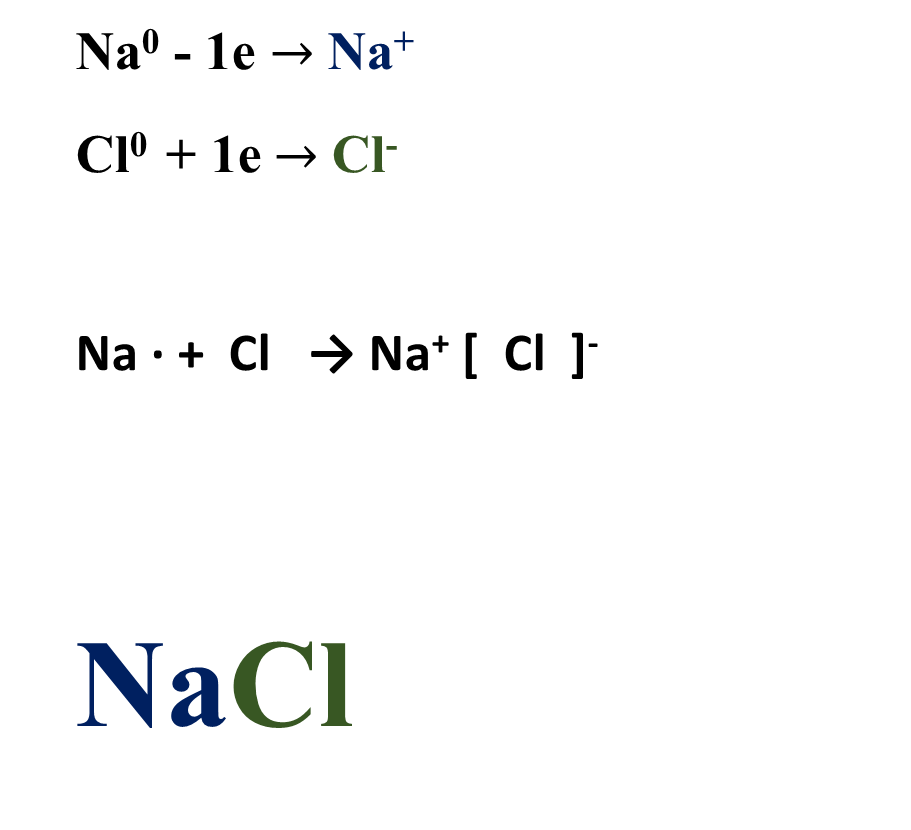 Na⁰ - 1e → Na⁺
Cl⁰ + 1e → Cl⁻
Na · + Cl → Na⁺ [ Cl ]⁻
NaCl